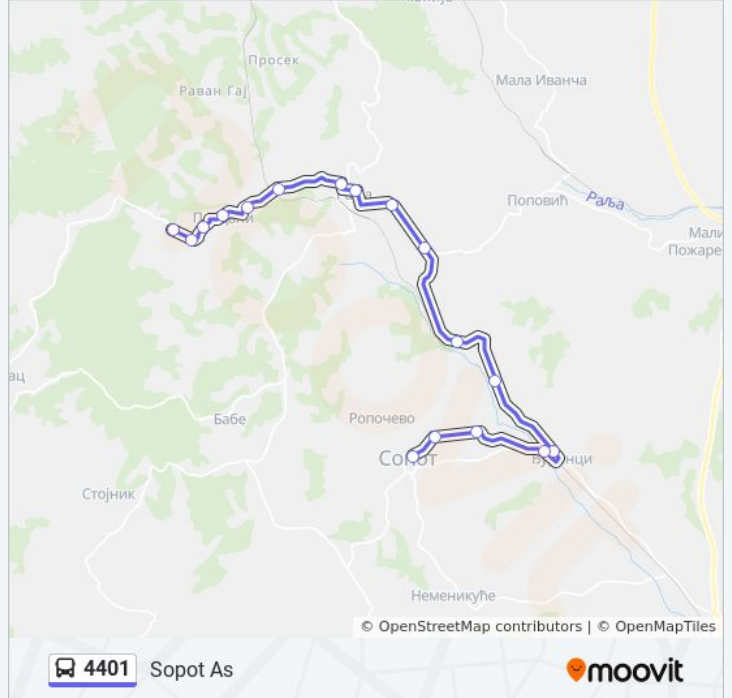 Просек
Раван Гај
Мала Иванча
Поповић
Раља
Мали
Пожаре
ац
Бабе
Ропочево
Сопот
Стојник
Неменикуће
© OpenStreetMap contributors | © OpenMapTiles
4401 Sopot As
moovit